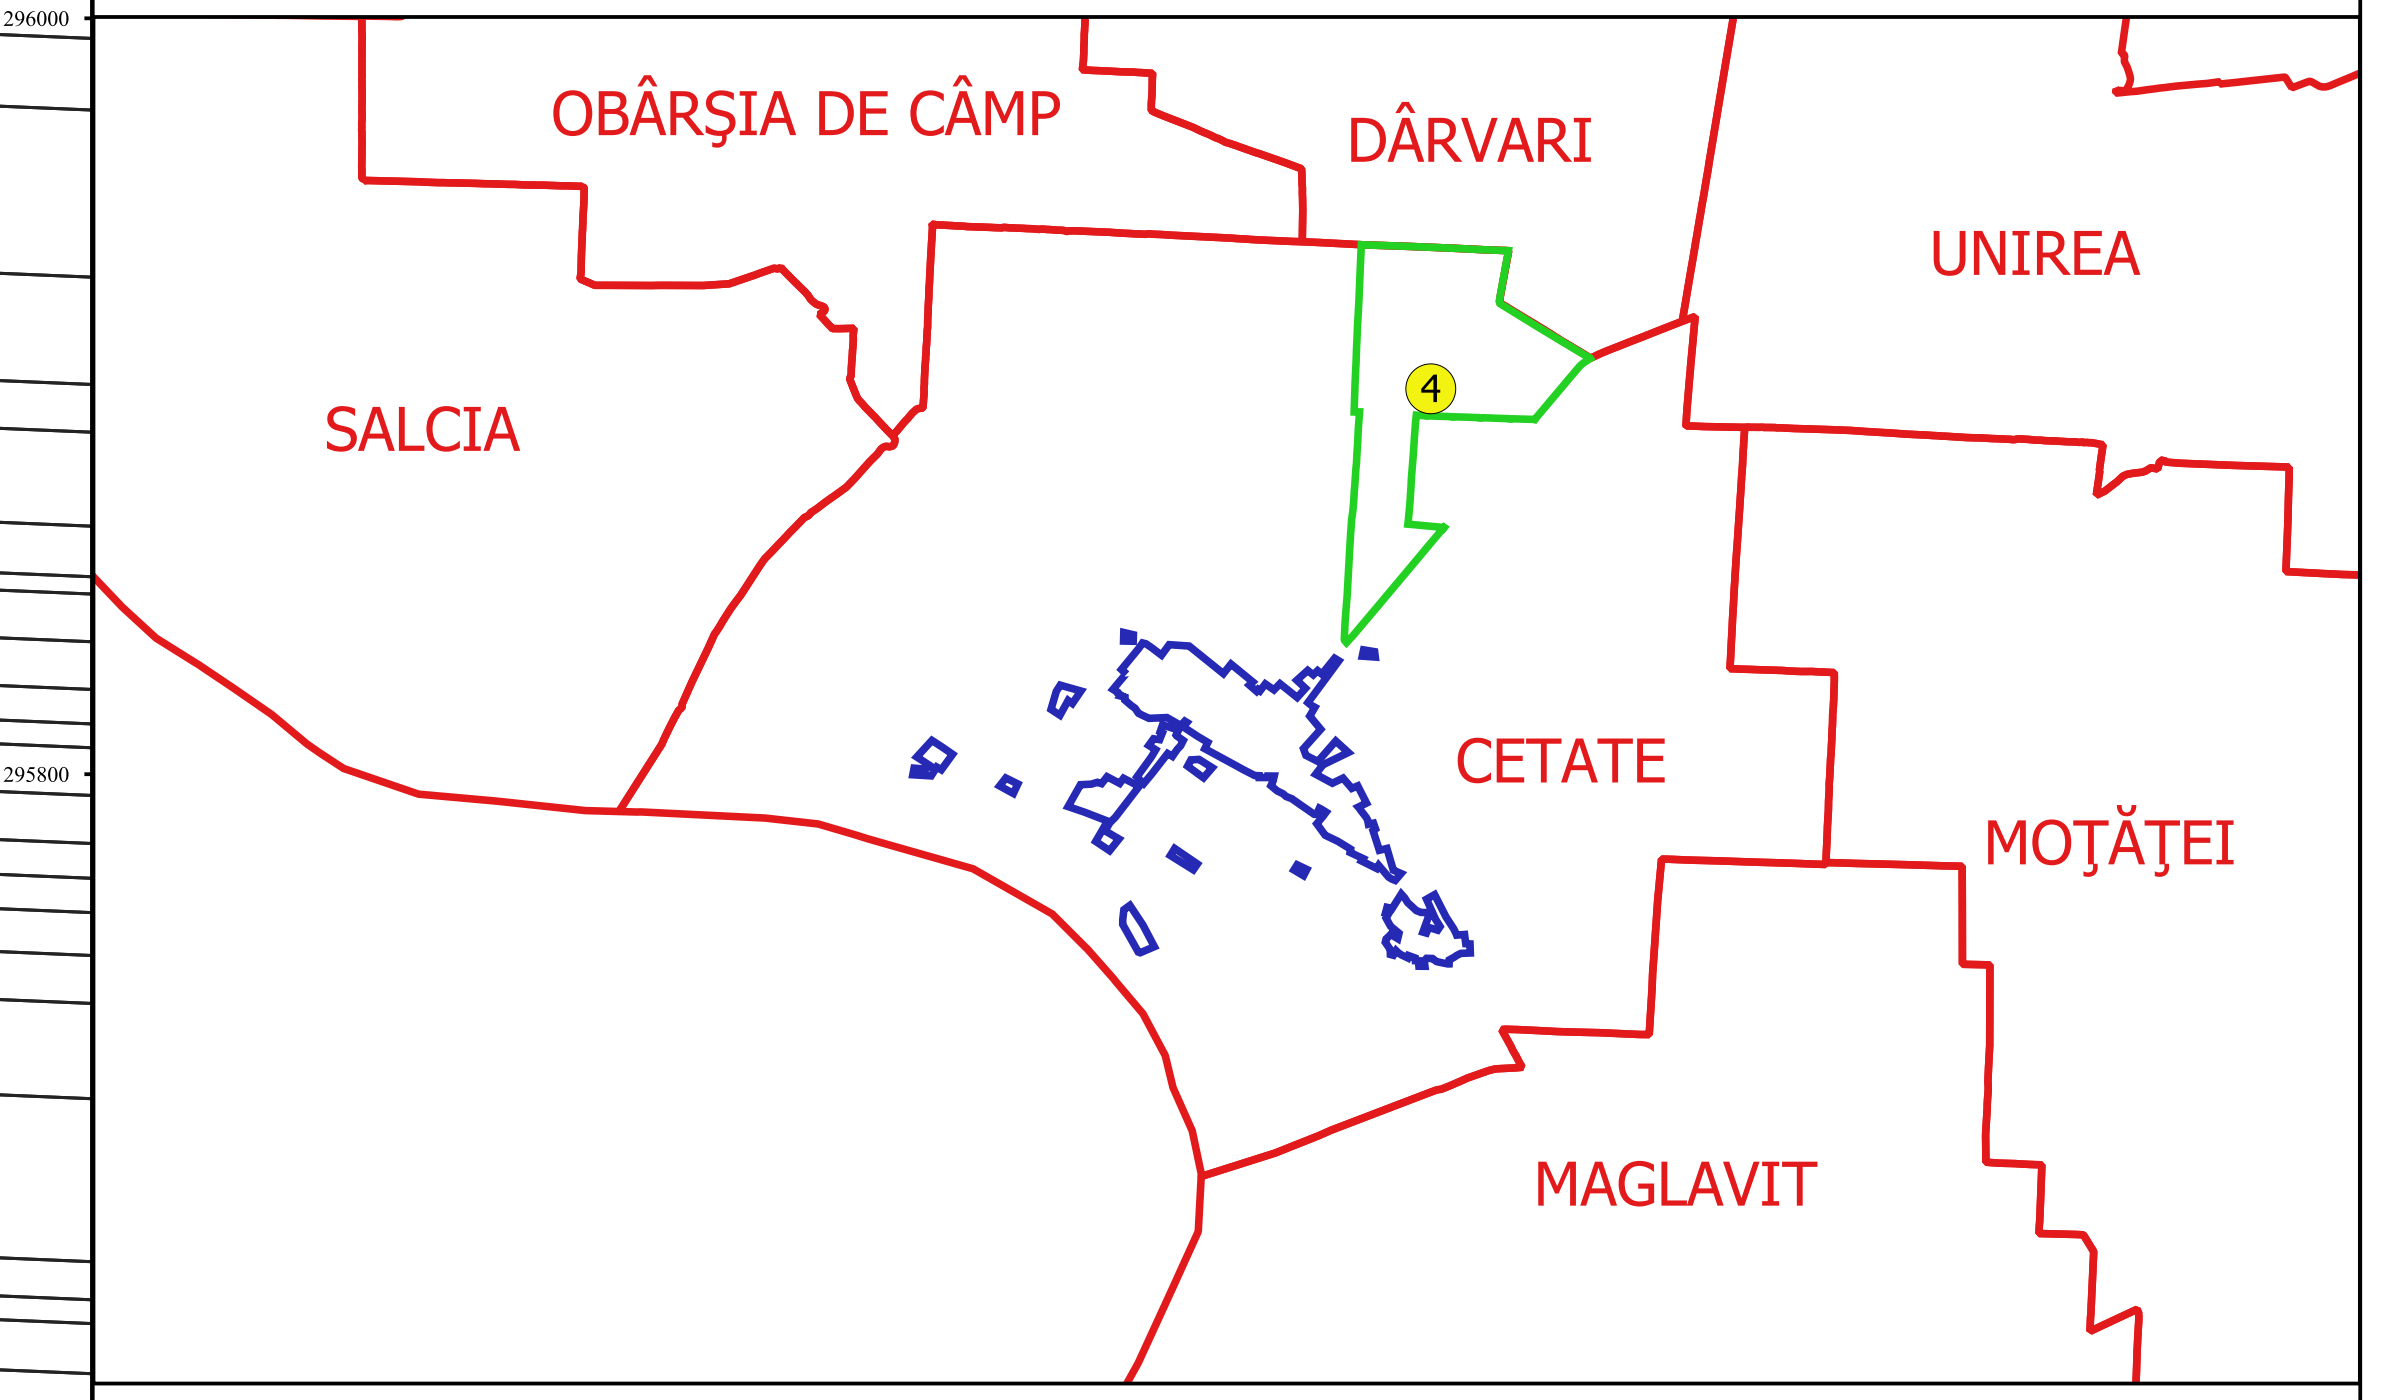 296000
OBÂRŞIA DE CÂMP
DÂRVARI
UNIREA
4
SALCIA
CETATE
295800
MOŢĂŢEI
MAGLAVIT